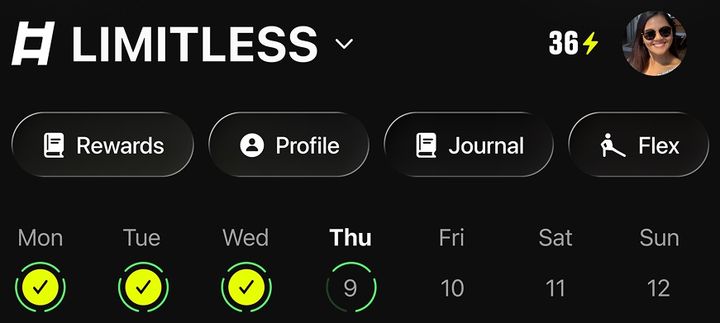 LIMITLESS 36
Rewards Profile Journal Flex
Mon Tue Wed Thu Fri Sat Sun
9 10 11 12